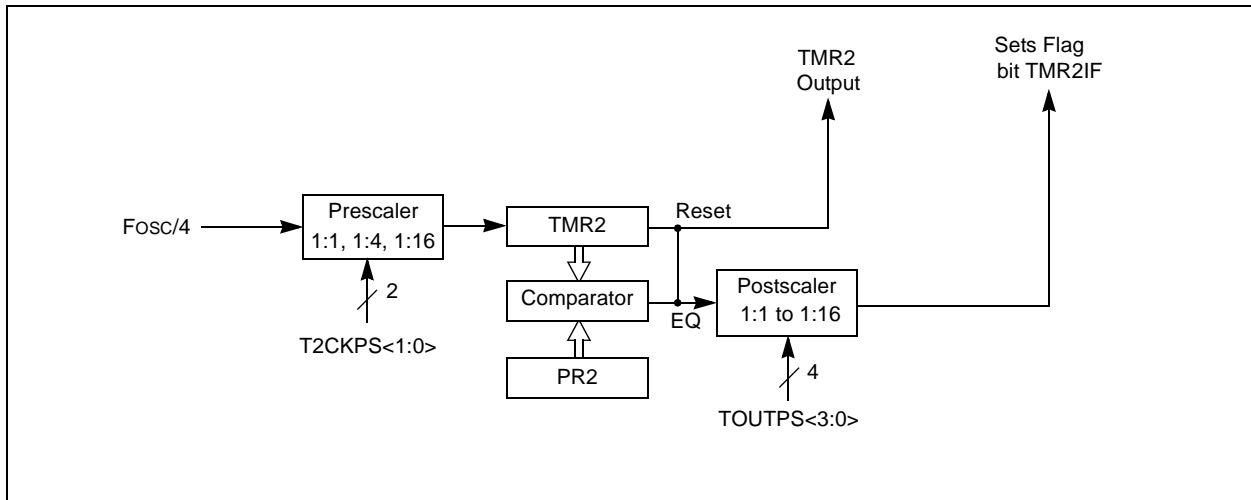 Sets Flag
bit TMR2IF
TMR2
Output
Prescaler
1:1, 1:4, 1:16
FOSC/4
TMR2
Reset
2
T2CKPS<1:0>
Comparator
EQ
PR2
Postscaler
1:1 to 1:16
4
TOUTPS<3:0>